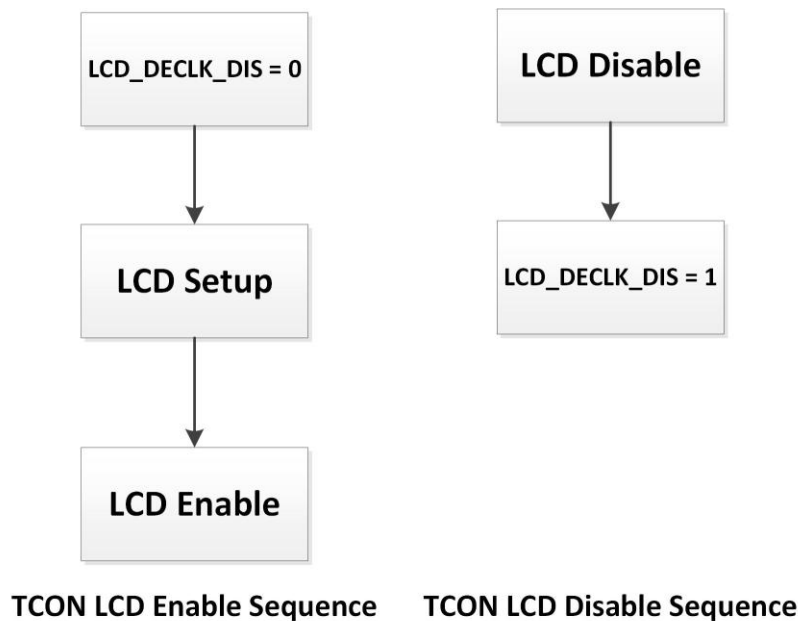 LCD_DECLK_DIS = 0
LCD Setup
LCD Enable
TCON LCD Enable Sequence
LCD Disable
LCD_DECLK_DIS = 1
TCON LCD Disable Sequence